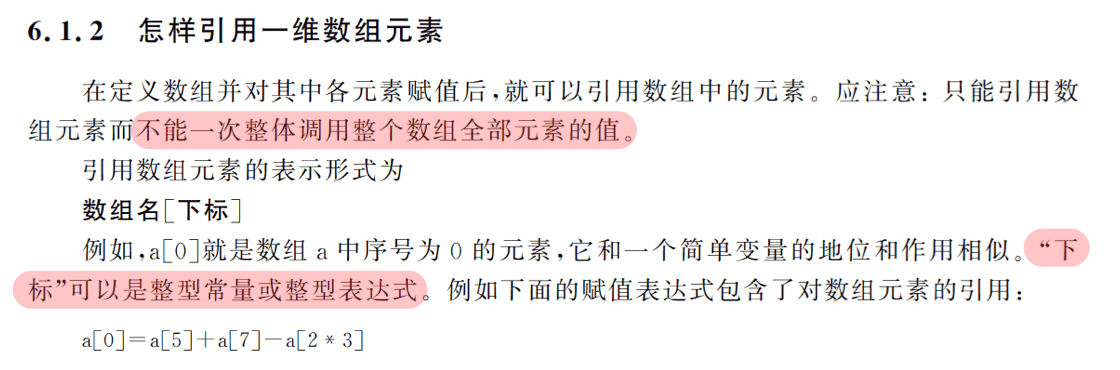 6.1.2 怎样引用一维数组元素
在定义数组并对其中各元素赋值后,就可以引用数组中的元素。应注意:只能引用数
组元素而不能一次整体调用整个数组全部元素的值。
引用数组元素的表示形式为
数组名[下标]
例如,a[0]就是数组 a 中序号为 0 的元素,它和一个简单变量的地位和作用相似。“下
标”可以是整型常量或整型表达式。例如下面的赋值表达式包含了对数组元素的引用:
a[0]=a[5]+a[7]-a[2*3]